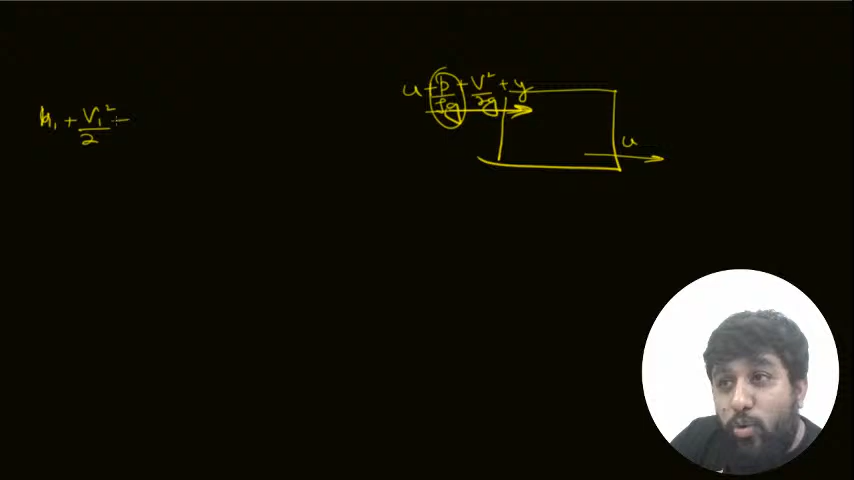 h₁ + V₁²/2 +
u + p/ρg + V²/2g + y
u